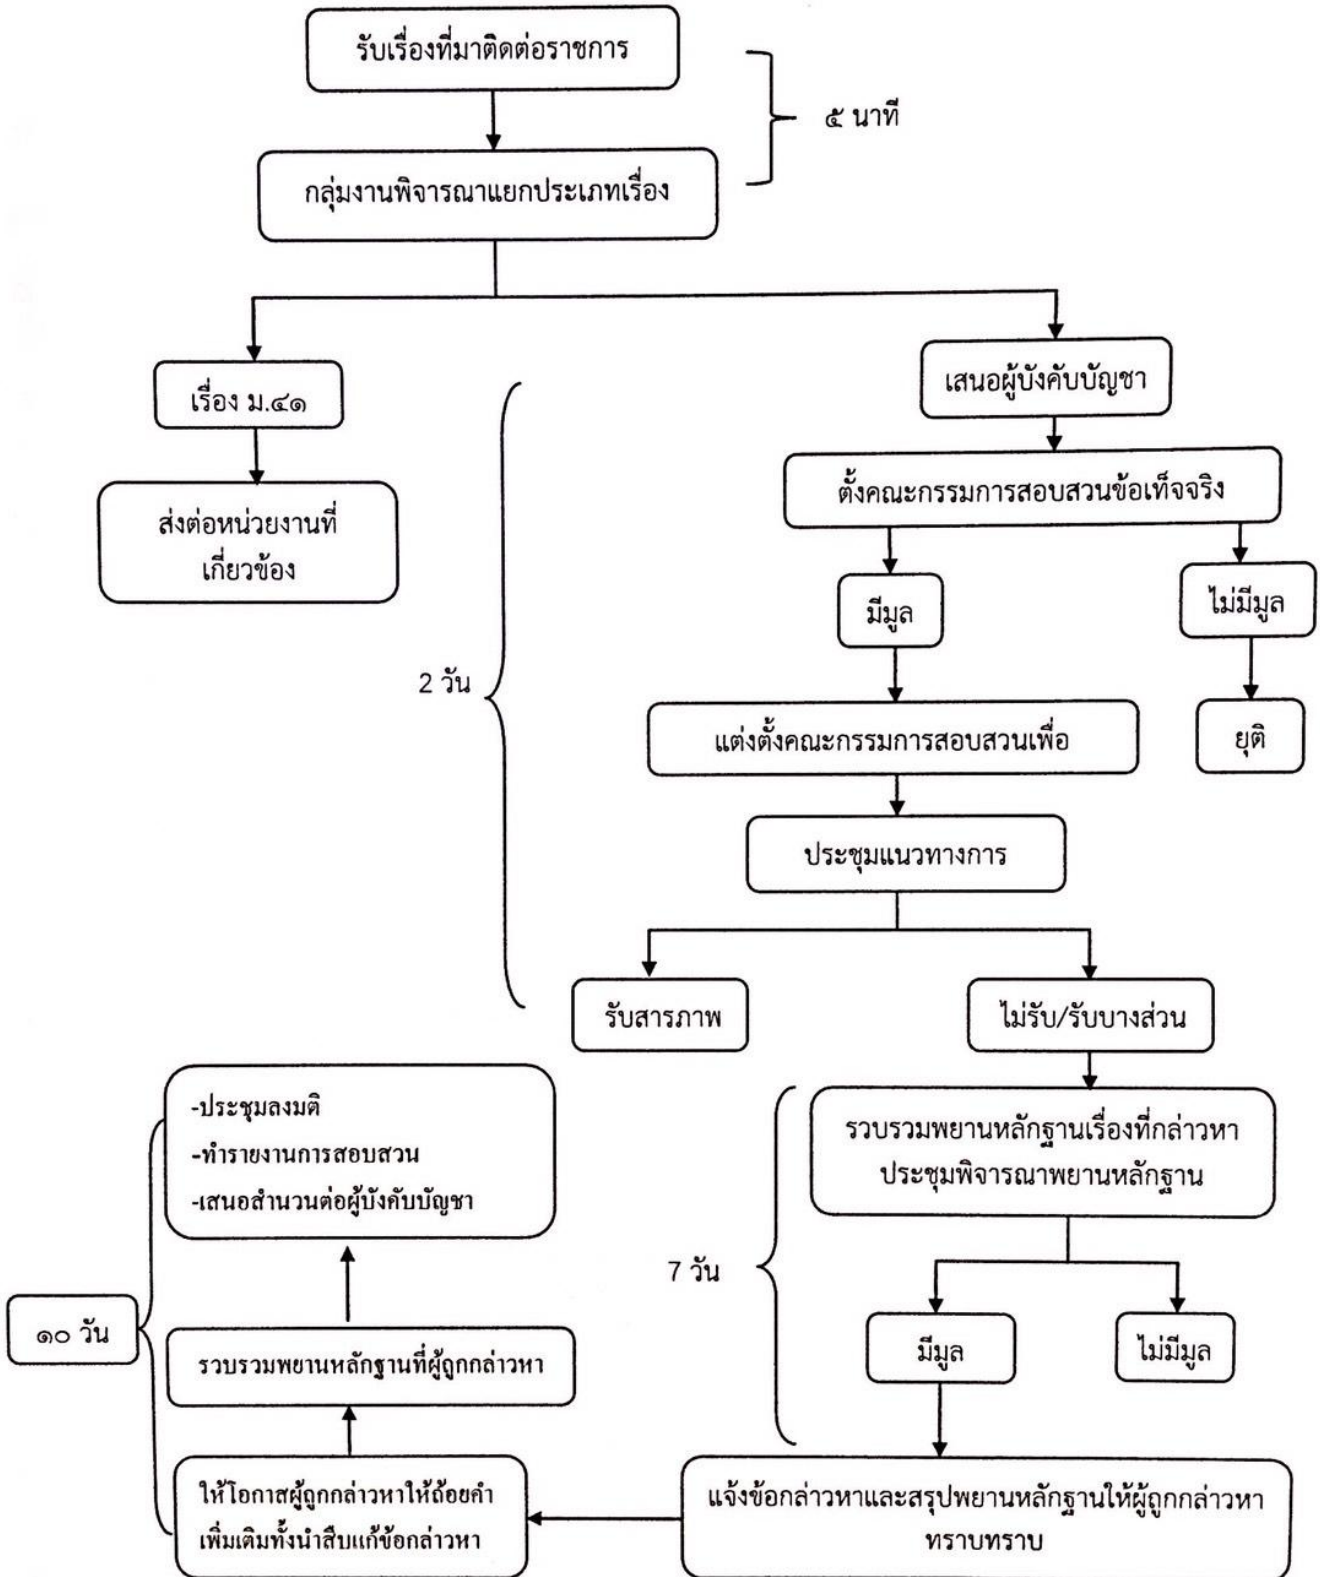 รับเรื่องที่มาติดต่อราชการ
๕ นาที
กลุ่มงานพิจารณาแยกประเภทเรื่อง
เรื่อง ม.๔๑
เสนอผู้บังคับบัญชา
ส่งต่อหน่วยงานที่
เกี่ยวข้อง
ตั้งคณะกรรมการสอบสวนข้อเท็จจริง
มีมูล
ไม่มีมูล
2 วัน
แต่งตั้งคณะกรรมการสอบสวนเพื่อ
ยุติ
ประชุมแนวทางการ
รับสารภาพ
ไม่รับ/รับบางส่วน
รวบรวมพยานหลักฐานเรื่องที่กล่าวหา
ประชุมพิจารณาพยานหลักฐาน
7 วัน
มีมูล
ไม่มีมูล
แจ้งข้อกล่าวหาและสรุปพยานหลักฐานให้ผู้ถูกกล่าวหา
ทราบทราบ
-ประชุมลงมติ
-ทำรายงานการสอบสวน
-เสนอสำนวนต่อผู้บังคับบัญชา
๑๐ วัน
รวบรวมพยานหลักฐานที่ผู้ถูกกล่าวหา
ให้โอกาสผู้ถูกกล่าวหาให้ถ้อยคำ
เพิ่มเติมทั้งนำสืบแก้ข้อกล่าวหา